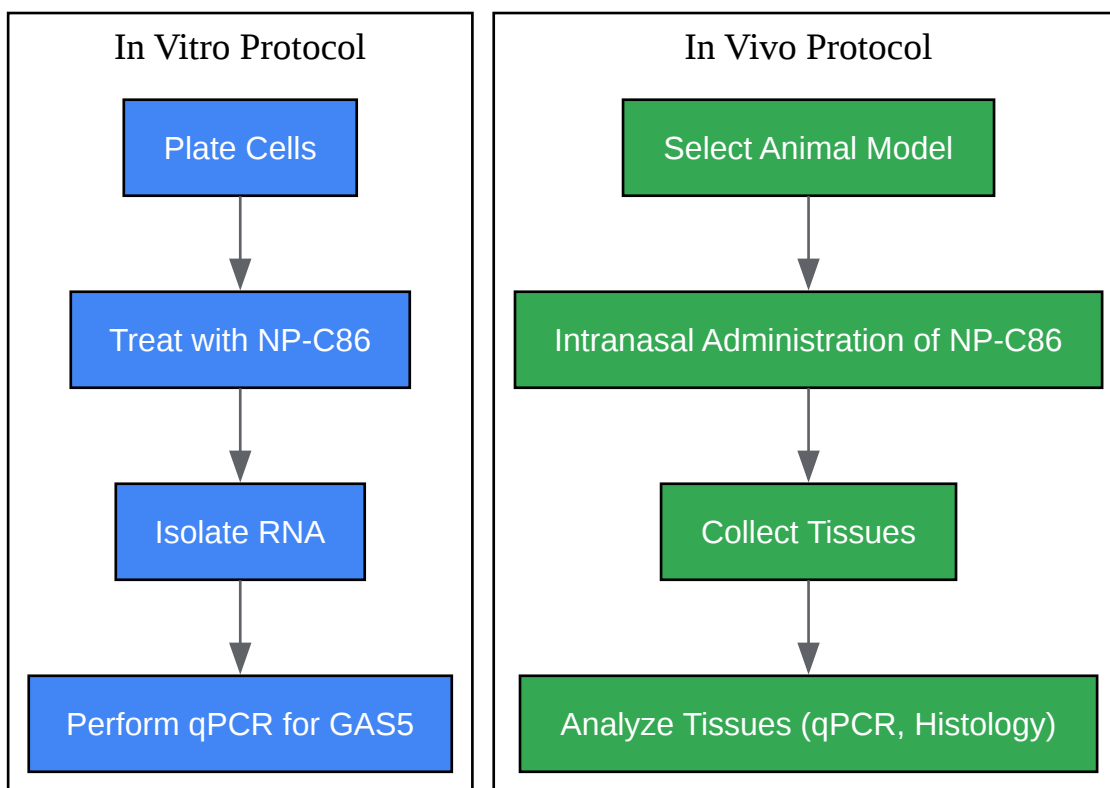 In Vitro Protocol
Plate Cells
Treat with NP-C86
Isolate RNA
Perform qPCR for GAS5
In Vivo Protocol
Select Animal Model
Intranasal Administration of NP-C86
Collect Tissues
Analyze Tissues (qPCR, Histology)